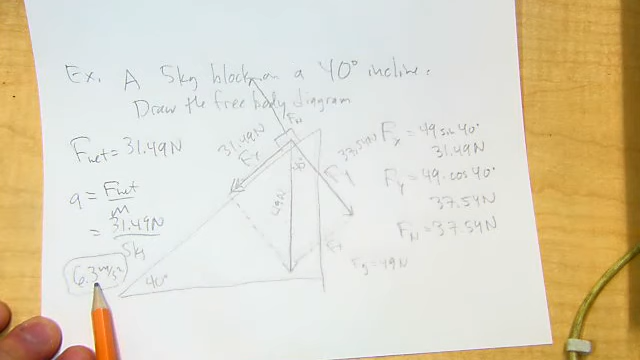 Ex. A 5kg block on a 40° incline.
Draw the free body diagram
Fnet = 31.49N
a = Fnet
m
= 31.49N
5kg
6.3 m/s²
40°
31.49N
FN
40°
49N
37.54N
Fy
Fx
Fg = 49N
Fx = 49 sin 40°
31.49N
Fy = 49 · cos 40°
37.54N
FN = 37.54N